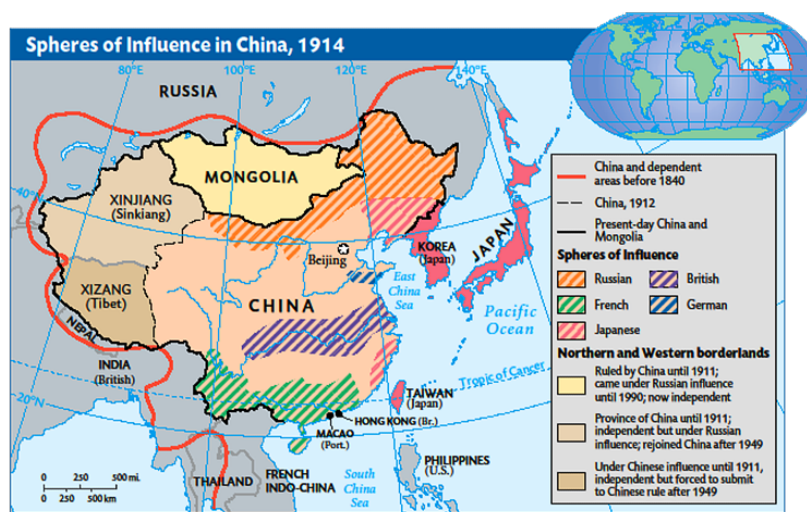 Spheres of Influence in China, 1914
80°E
100°E
120°E
140°E
RUSSIA
MONGOLIA
40°N
XINJIANG
(Sinkiang)
Beijing
KOREA
(Japan)
JAPAN
XIZANG
(Tibet)
CHINA
East
China
Sea
Pacific
Ocean
NEPAL
INDIA
(British)
Tropic of Cancer
20°N
TAIWAN
(Japan)
HONG KONG (Br.)
MACAO
(Port.)
PHILIPPINES
(U.S.)
THAILAND
FRENCH
INDO-CHINA
South
China
Sea
0 250 500 mi.
0 250 500 km
China and dependent
areas before 1840
China, 1912
Present-day China and
Mongolia
Spheres of Influence
Russian
British
French
German
Japanese
Northern and Western borderlands
Ruled by China until 1911;
came under Russian influence
until 1990; now independent
Province of China until 1911;
independent but under Russian
influence; rejoined China after 1949
Under Chinese influence until 1911,
independent but forced to submit
to Chinese rule after 1949